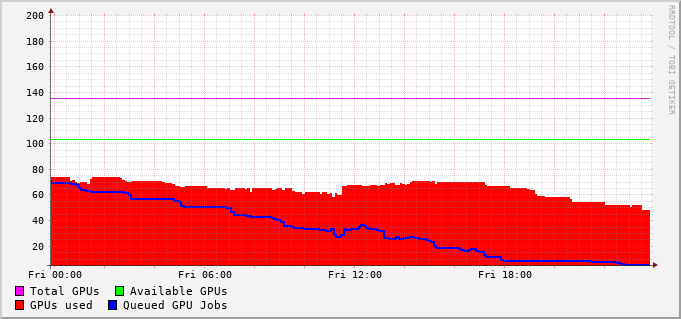 RRDTOOL / TOBI OETIKER
200
180
160
140
120
100
80
60
40
20
Fri 00:00 Fri 06:00 Fri 12:00 Fri 18:00
Total GPUs Available GPUs
GPUs used Queued GPU Jobs